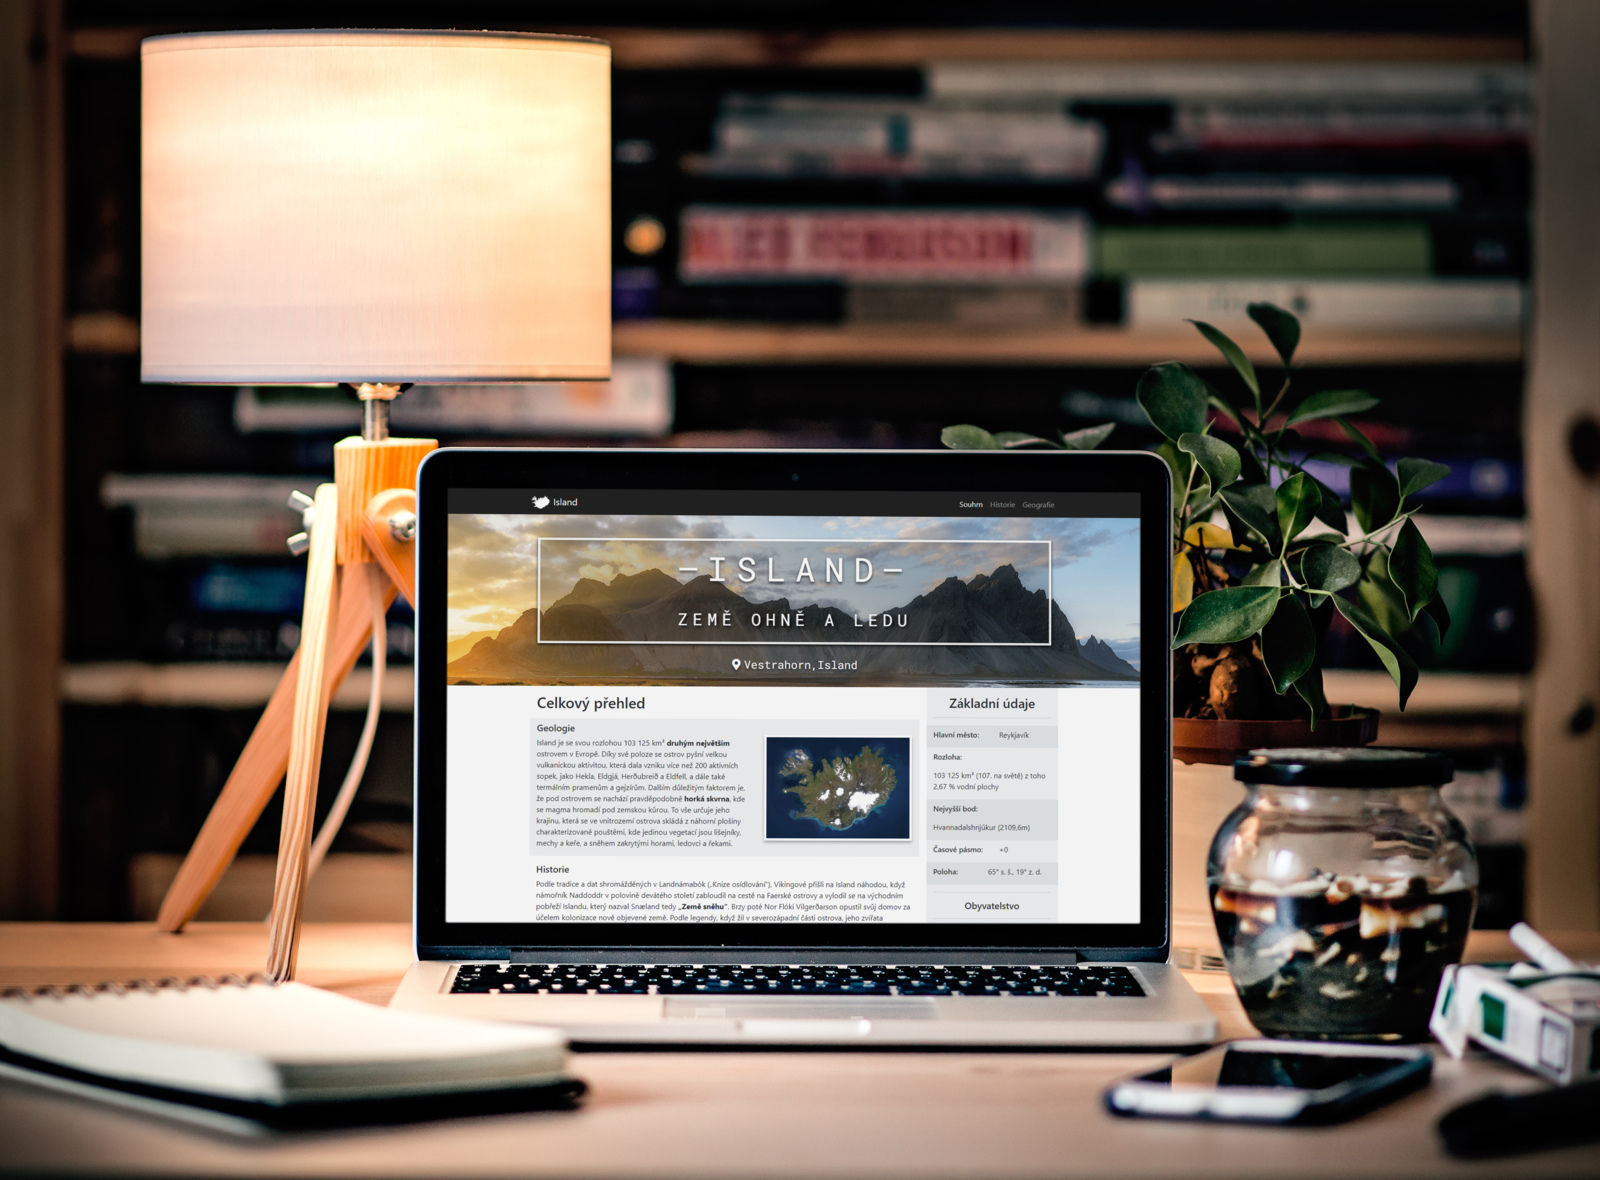 ALEX FERGUSON
Island
Souhrn Historie Geografie
–ISLAND–
ZEMĚ OHNĚ A LEDU
Vestrahorn,Island
Celkový přehled
Geologie
Island je se svou rozlohou 103 125 km² druhým největším
ostrovem v Evropě. Díky své poloze se ostrov pyšní velkou
vulkanickou aktivitou, která dala vzniku více než 200 aktivních
sopek, jako Hekla, Eldgjá, Herðubreið a Eldfell, a dále také
termálním pramenům a gejzírům. Dalším důležitým faktorem je,
že pod ostrovem se nachází pravděpodobně horká skvrna, kde
se magma hromadí pod zemskou kůrou. To vše určuje jeho
krajinu, která se ve vnitrozemí ostrova skládá z náhorní plošiny
charakterizované pouštěmi, kde jedinou vegetací jsou lišejníky,
mechy a keře, a sněhem zakrytými horami, ledovci a řekami.
Historie
Podle tradice a dat shromážděných v Landnámabók („Knize osídlování"), Vikingové přišli na Island náhodou, když
námořník Naddoddr v polovině devátého století zabloudil na cestě na Faerské ostrovy a vylodil se na východním
pobřeží Islandu, který nazval Snæland tedy „Země sněhu". Brzy poté Nor Flóki Vilgerðarson opustil svůj domov za
účelem kolonizace nově objevené země. Podle legendy, když žil v severozápadní části ostrova, jeho zvířata
Základní údaje
Hlavní město: Reykjavík
Rozloha:
103 125 km² (107. na světě) z toho
2,67 % vodní plochy
Nejvyšší bod:
Hvannadalshnjúkur (2109,6m)
Časové pásmo: +0
Poloha: 65° s. š., 19° z. d.
Obyvatelstvo